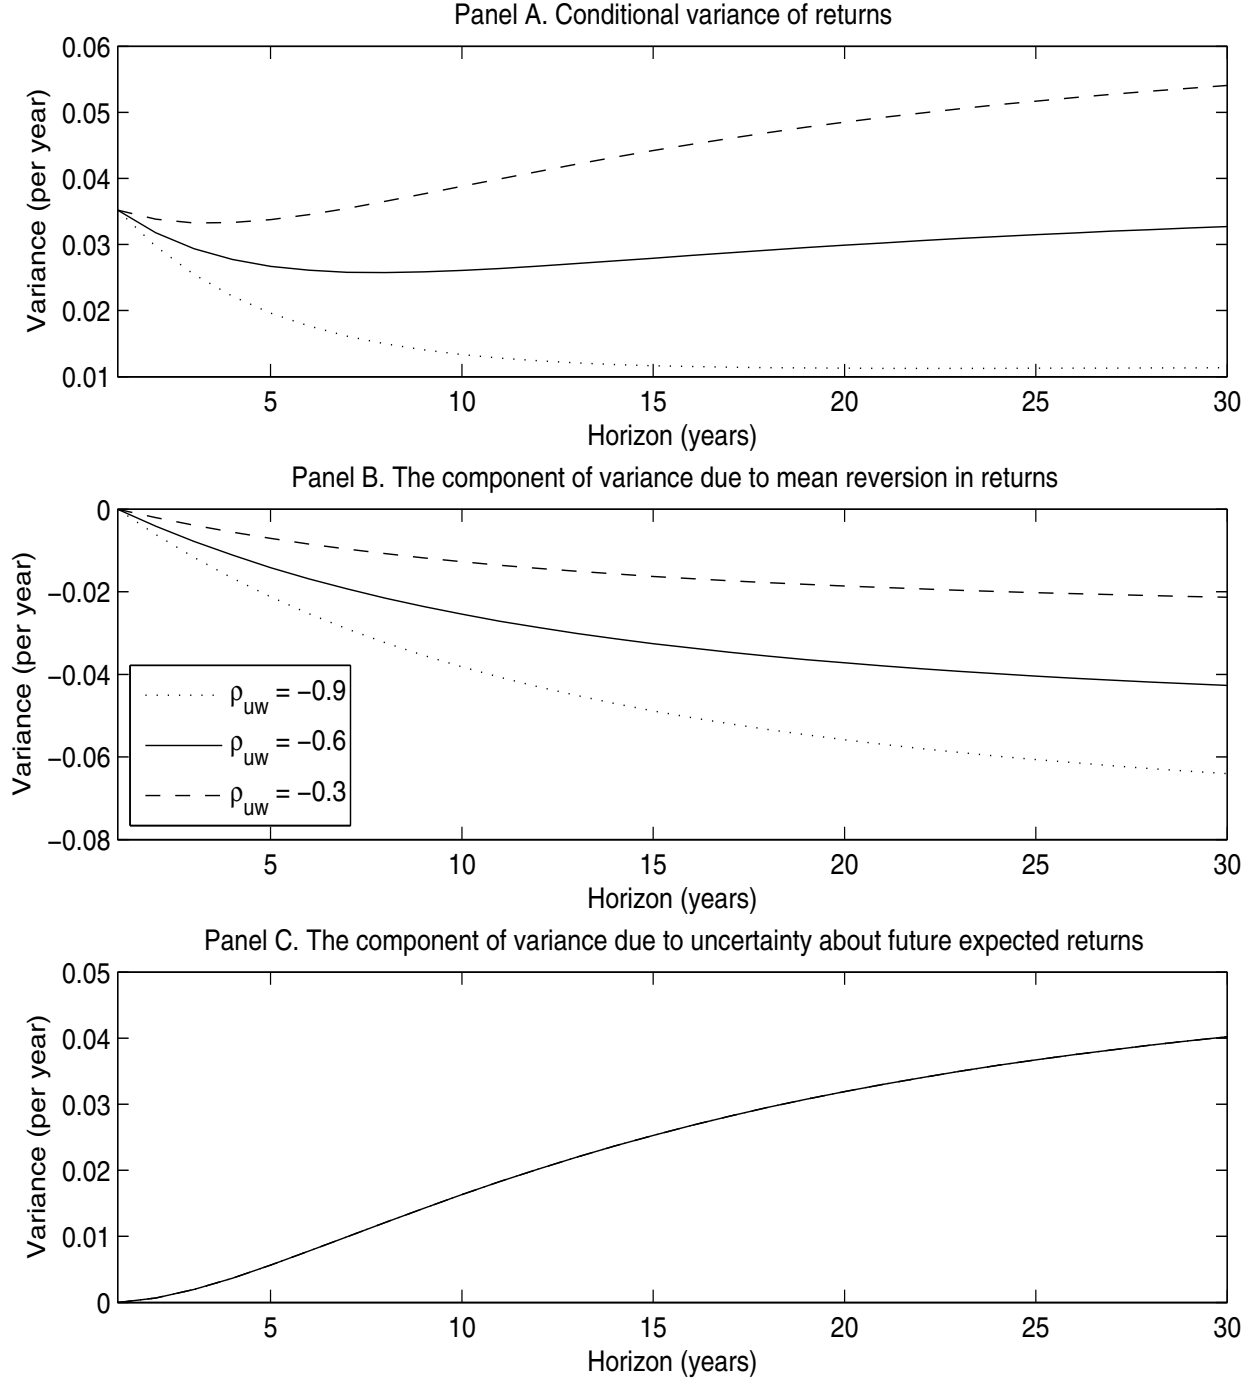 Panel A. Conditional variance of returns
0.06
0.05
0.04
0.03
0.02
0.01
Variance (per year)
5 10 15 20 25 30
Horizon (years)
Panel B. The component of variance due to mean reversion in returns
0
−0.02
−0.04
−0.06
−0.08
Variance (per year)
ρuw = −0.9
ρuw = −0.6
ρuw = −0.3
5 10 15 20 25 30
Horizon (years)
Panel C. The component of variance due to uncertainty about future expected returns
0.05
0.04
0.03
0.02
0.01
0
Variance (per year)
5 10 15 20 25 30
Horizon (years)